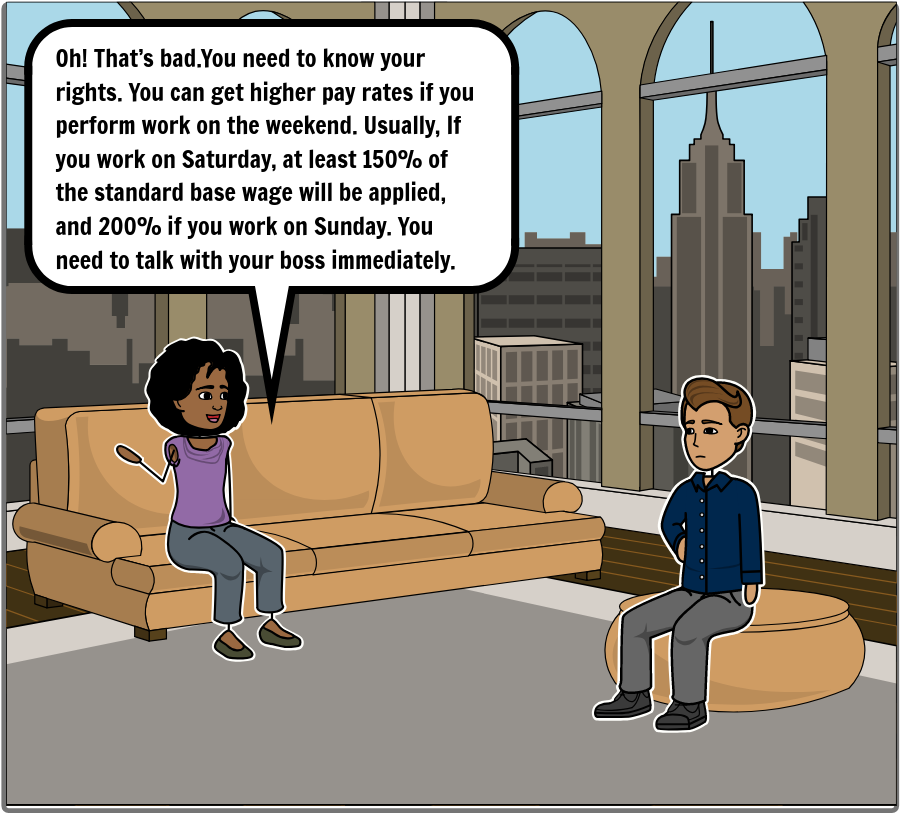 Oh! That's bad.You need to know your
rights. You can get higher pay rates if you
perform work on the weekend. Usually, If
you work on Saturday, at least 150% of
the standard base wage will be applied,
and 200% if you work on Sunday. You
need to talk with your boss immediately.